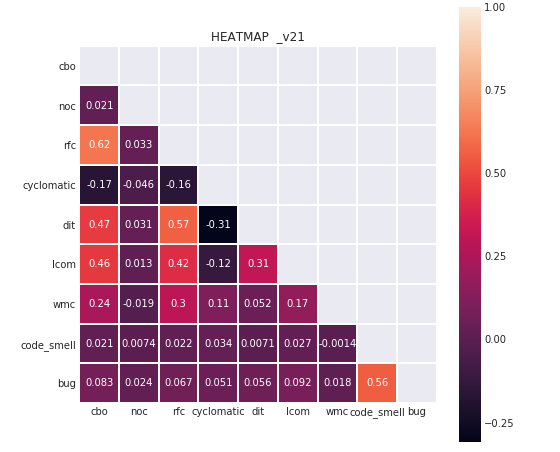 HEATMAP _v21
cbo
noc 0.021
rfc 0.62 0.033
cyclomatic -0.17 -0.046 -0.16
dit 0.47 0.031 0.57 -0.31
lcom 0.46 0.013 0.42 -0.12 0.31
wmc 0.24 -0.019 0.3 0.11 0.052 0.17
code_smell 0.021 0.0074 0.022 0.034 0.0071 0.027 -0.0014
bug 0.083 0.024 0.067 0.051 0.056 0.092 0.018 0.56
cbo noc rfc cyclomatic dit lcom wmc code_smell bug
1.00
0.75
0.50
0.25
0.00
−0.25